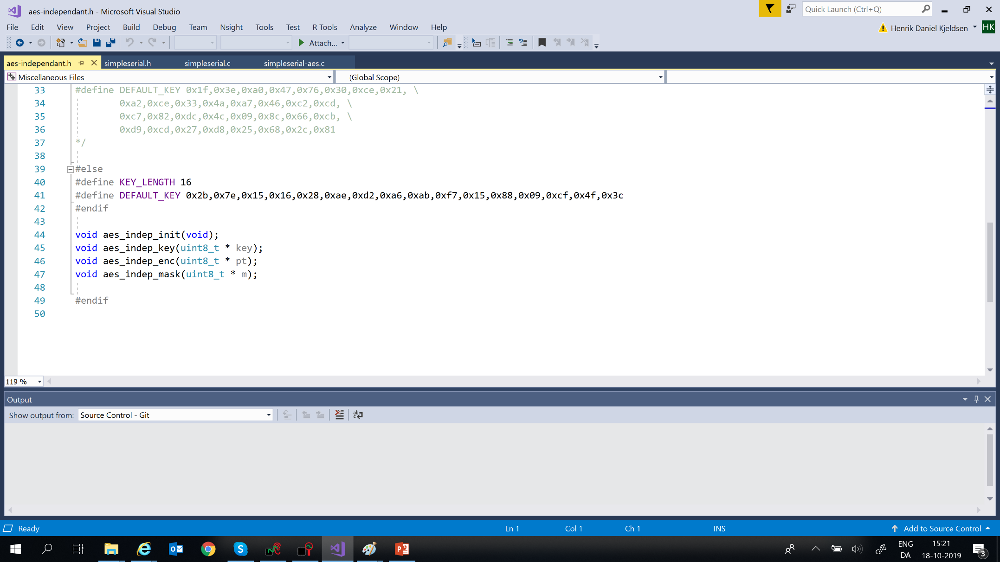 aes-independant.h - Microsoft Visual Studio
Quick Launch (Ctrl+Q)
File Edit View Project Build Debug Team Nsight Tools Test R Tools Analyze Window Help
Henrik Daniel Kjeldsen HK
Attach...
aes-independant.h simpleserial.h simpleserial.c simpleserial-aes.c
Miscellaneous Files (Global Scope)
33 #define DEFAULT_KEY 0x1f,0x3e,0xa0,0x47,0x76,0x30,0xce,0x21, \
34 0xa2,0xce,0x33,0x4a,0xa7,0x46,0xc2,0xcd, \
35 0xc7,0x82,0xdc,0x4c,0x09,0x8c,0x66,0xcb, \
36 0xd9,0xcd,0x27,0xd8,0x25,0x68,0x2c,0x81
37 */
38
39 #else
40 #define KEY_LENGTH 16
41 #define DEFAULT_KEY 0x2b,0x7e,0x15,0x16,0x28,0xae,0xd2,0xa6,0xab,0xf7,0x15,0x88,0x09,0xcf,0x4f,0x3c
42 #endif
43
44 void aes_indep_init(void);
45 void aes_indep_key(uint8_t * key);
46 void aes_indep_enc(uint8_t * pt);
47 void aes_indep_mask(uint8_t * m);
48
49 #endif
50
119 %
Output
Show output from: Source Control - Git
Ready Ln 1 Col 1 Ch 1 INS Add to Source Control
ENG 15:21
DA 18-10-2019 3